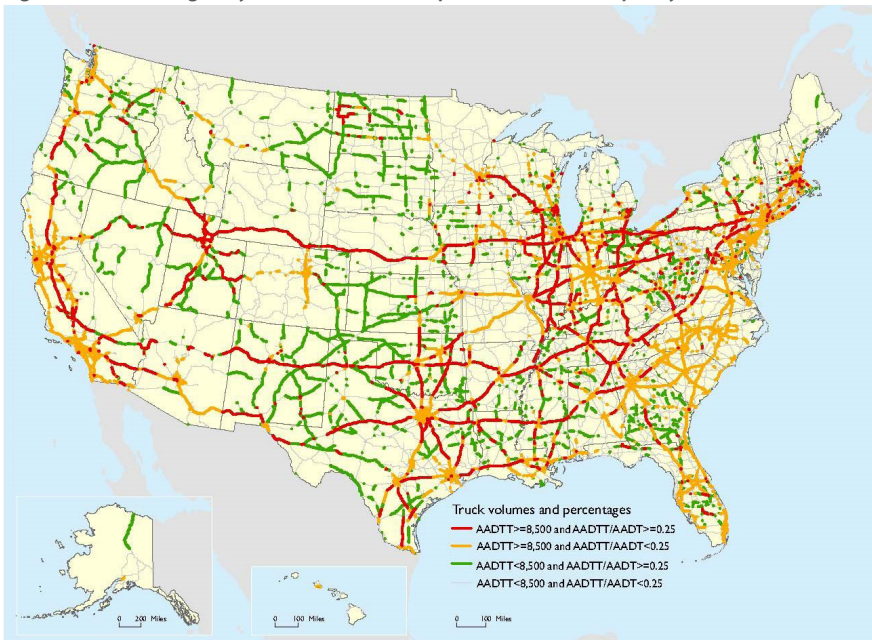 Truck volumes and percentages
AADTT>=8,500 and AADTT/AADT>=0.25
AADTT>=8,500 and AADTT/AADT<0.25
AADTT<8,500 and AADTT/AADT>=0.25
AADTT<8,500 and AADTT/AADT<0.25
0 200 Miles
0 100 Miles
0 100 Miles